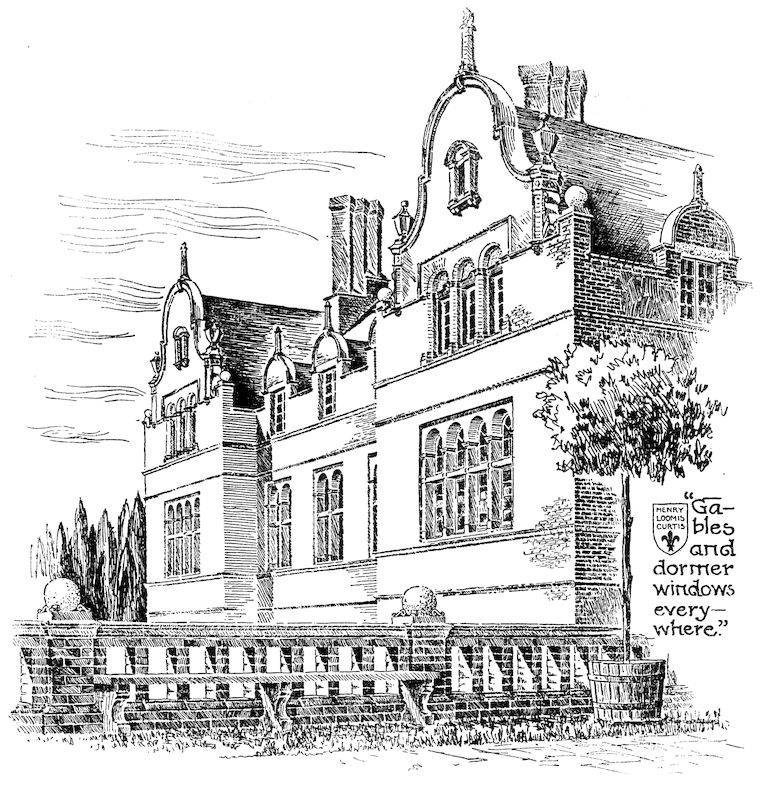 HENRY
LOOMIS
CURTIS
"Ga-
bles
and
dormer
windows
every-
where."